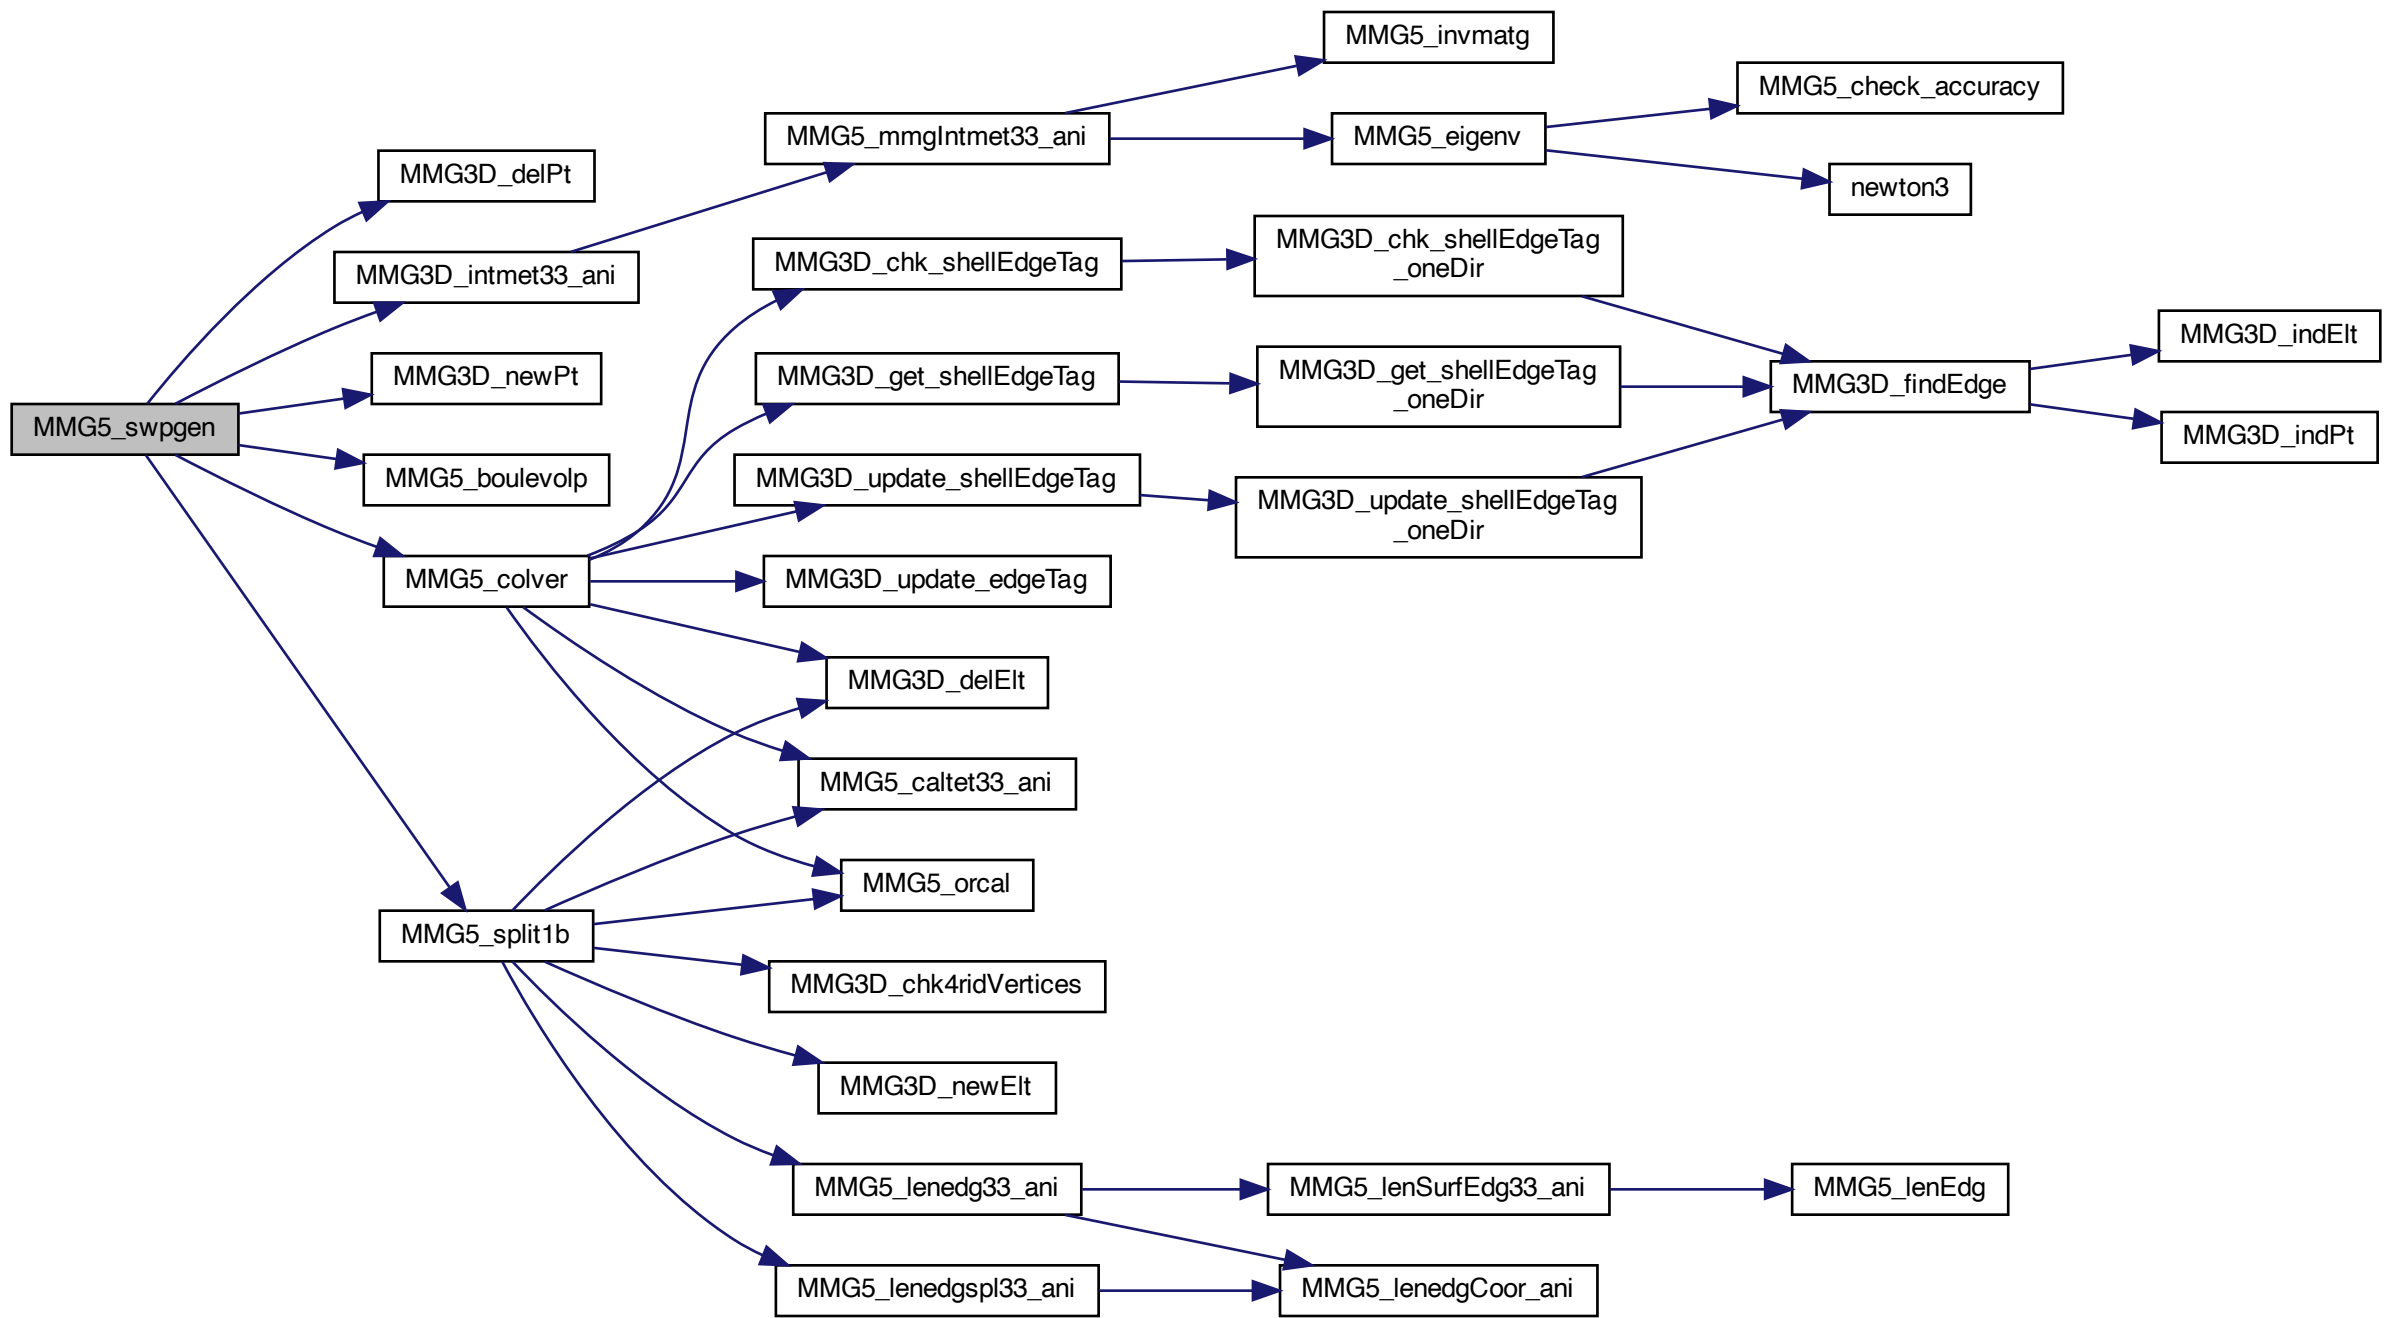 MMG5_swpgen
MMG3D_delPt
MMG3D_intmet33_ani
MMG3D_newPt
MMG5_boulevolp
MMG5_colver
MMG5_split1b
MMG5_mmgIntmet33_ani
MMG3D_chk_shellEdgeTag
MMG3D_get_shellEdgeTag
MMG3D_update_shellEdgeTag
MMG3D_update_edgeTag
MMG3D_delElt
MMG5_caltet33_ani
MMG5_orcal
MMG3D_chk4ridVertices
MMG3D_newElt
MMG5_lenedg33_ani
MMG5_lenedgspl33_ani
MMG5_invmatg
MMG5_eigenv
MMG3D_chk_shellEdgeTag
_oneDir
MMG3D_get_shellEdgeTag
_oneDir
MMG3D_update_shellEdgeTag
_oneDir
MMG5_lenSurfEdg33_ani
MMG5_lenedgCoor_ani
MMG5_check_accuracy
newton3
MMG3D_findEdge
MMG5_lenEdg
MMG3D_indElt
MMG3D_indPt